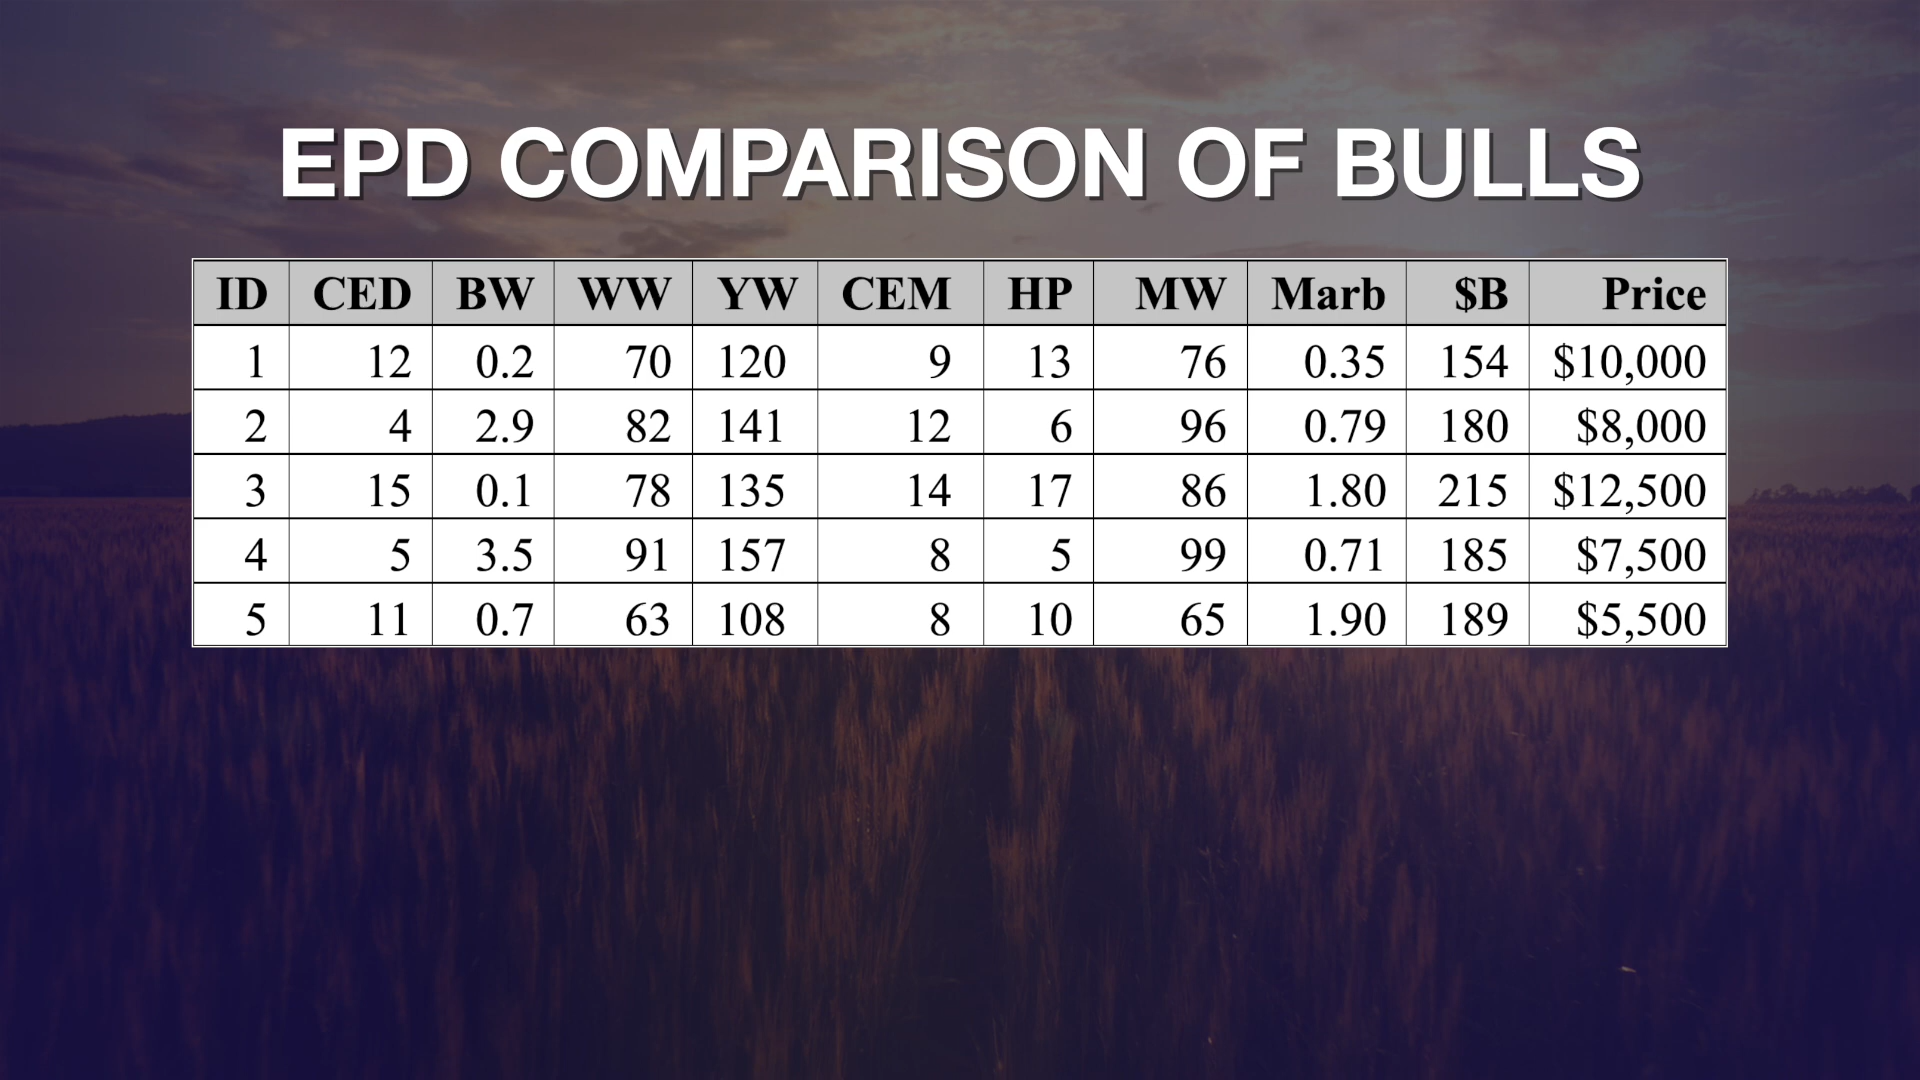 EPD COMPARISON OF BULLS
ID CED BW WW YW CEM HP MW Marb $B Price
1 12 0.2 70 120 9 13 76 0.35 154 $10,000
2 4 2.9 82 141 12 6 96 0.79 180 $8,000
3 15 0.1 78 135 14 17 86 1.80 215 $12,500
4 5 3.5 91 157 8 5 99 0.71 185 $7,500
5 11 0.7 63 108 8 10 65 1.90 189 $5,500